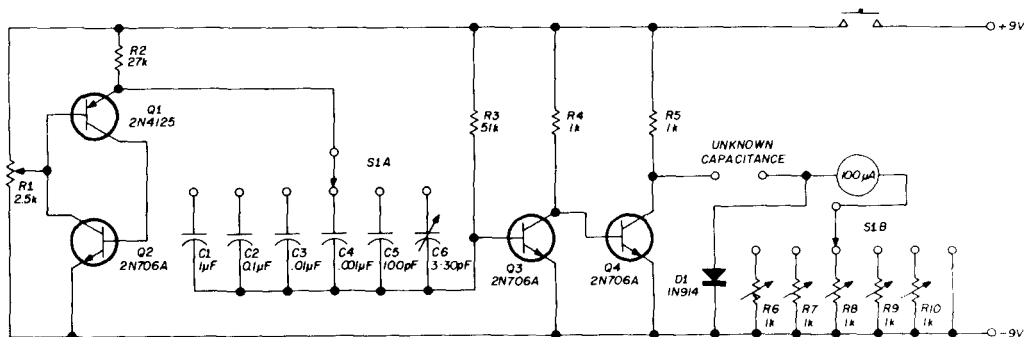 +9V
R2
27k
Q1
2N4125
R1
2.5k
Q2
2N706A
S1A
C1
1µF
C2
0.1µF
C3
.01µF
C4
.001µF
C5
100pF
C6
3-30pF
R3
51k
R4
1k
R5
1k
Q3
2N706A
Q4
2N706A
UNKNOWN
CAPACITANCE
100µA
S1B
D1
1N914
R6
1k
R7
1k
R8
1k
R9
1k
R10
1k
-9V